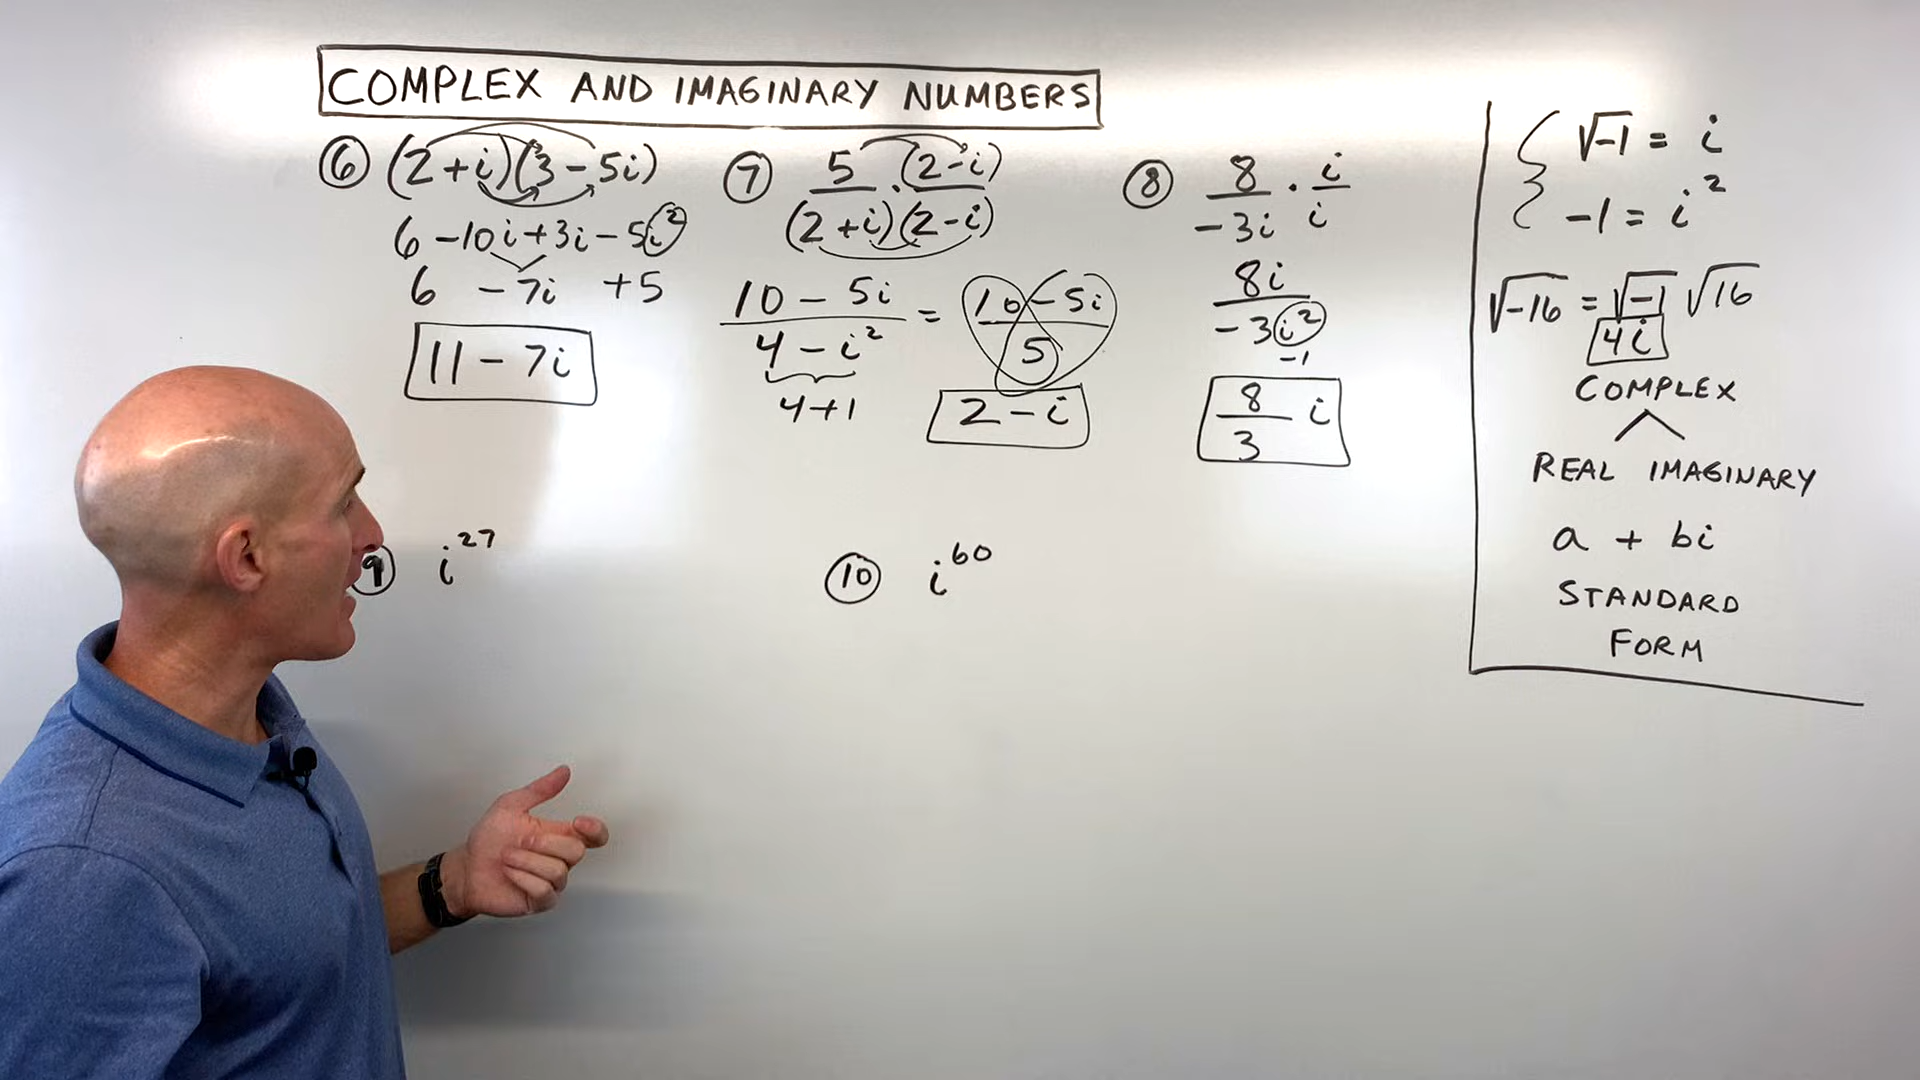 COMPLEX AND IMAGINARY NUMBERS
⑥ (2+i)(3-5i)
6 -10i+3i-5i²
6 -7i +5
11-7i
⑦ 5/(2+i) · (2-i)/(2-i)
(10-5i)/(4-i²) = (10-5i)/5
4+1
2-i
⑧ 8/-3i · i/i
8i/-3i²
-1
8/3 i
⑨ i²⁷
⑩ i⁶⁰
√-1 = i
-1 = i²
√-16 = √-1 √16
4i
COMPLEX
REAL IMAGINARY
a + bi
STANDARD
FORM